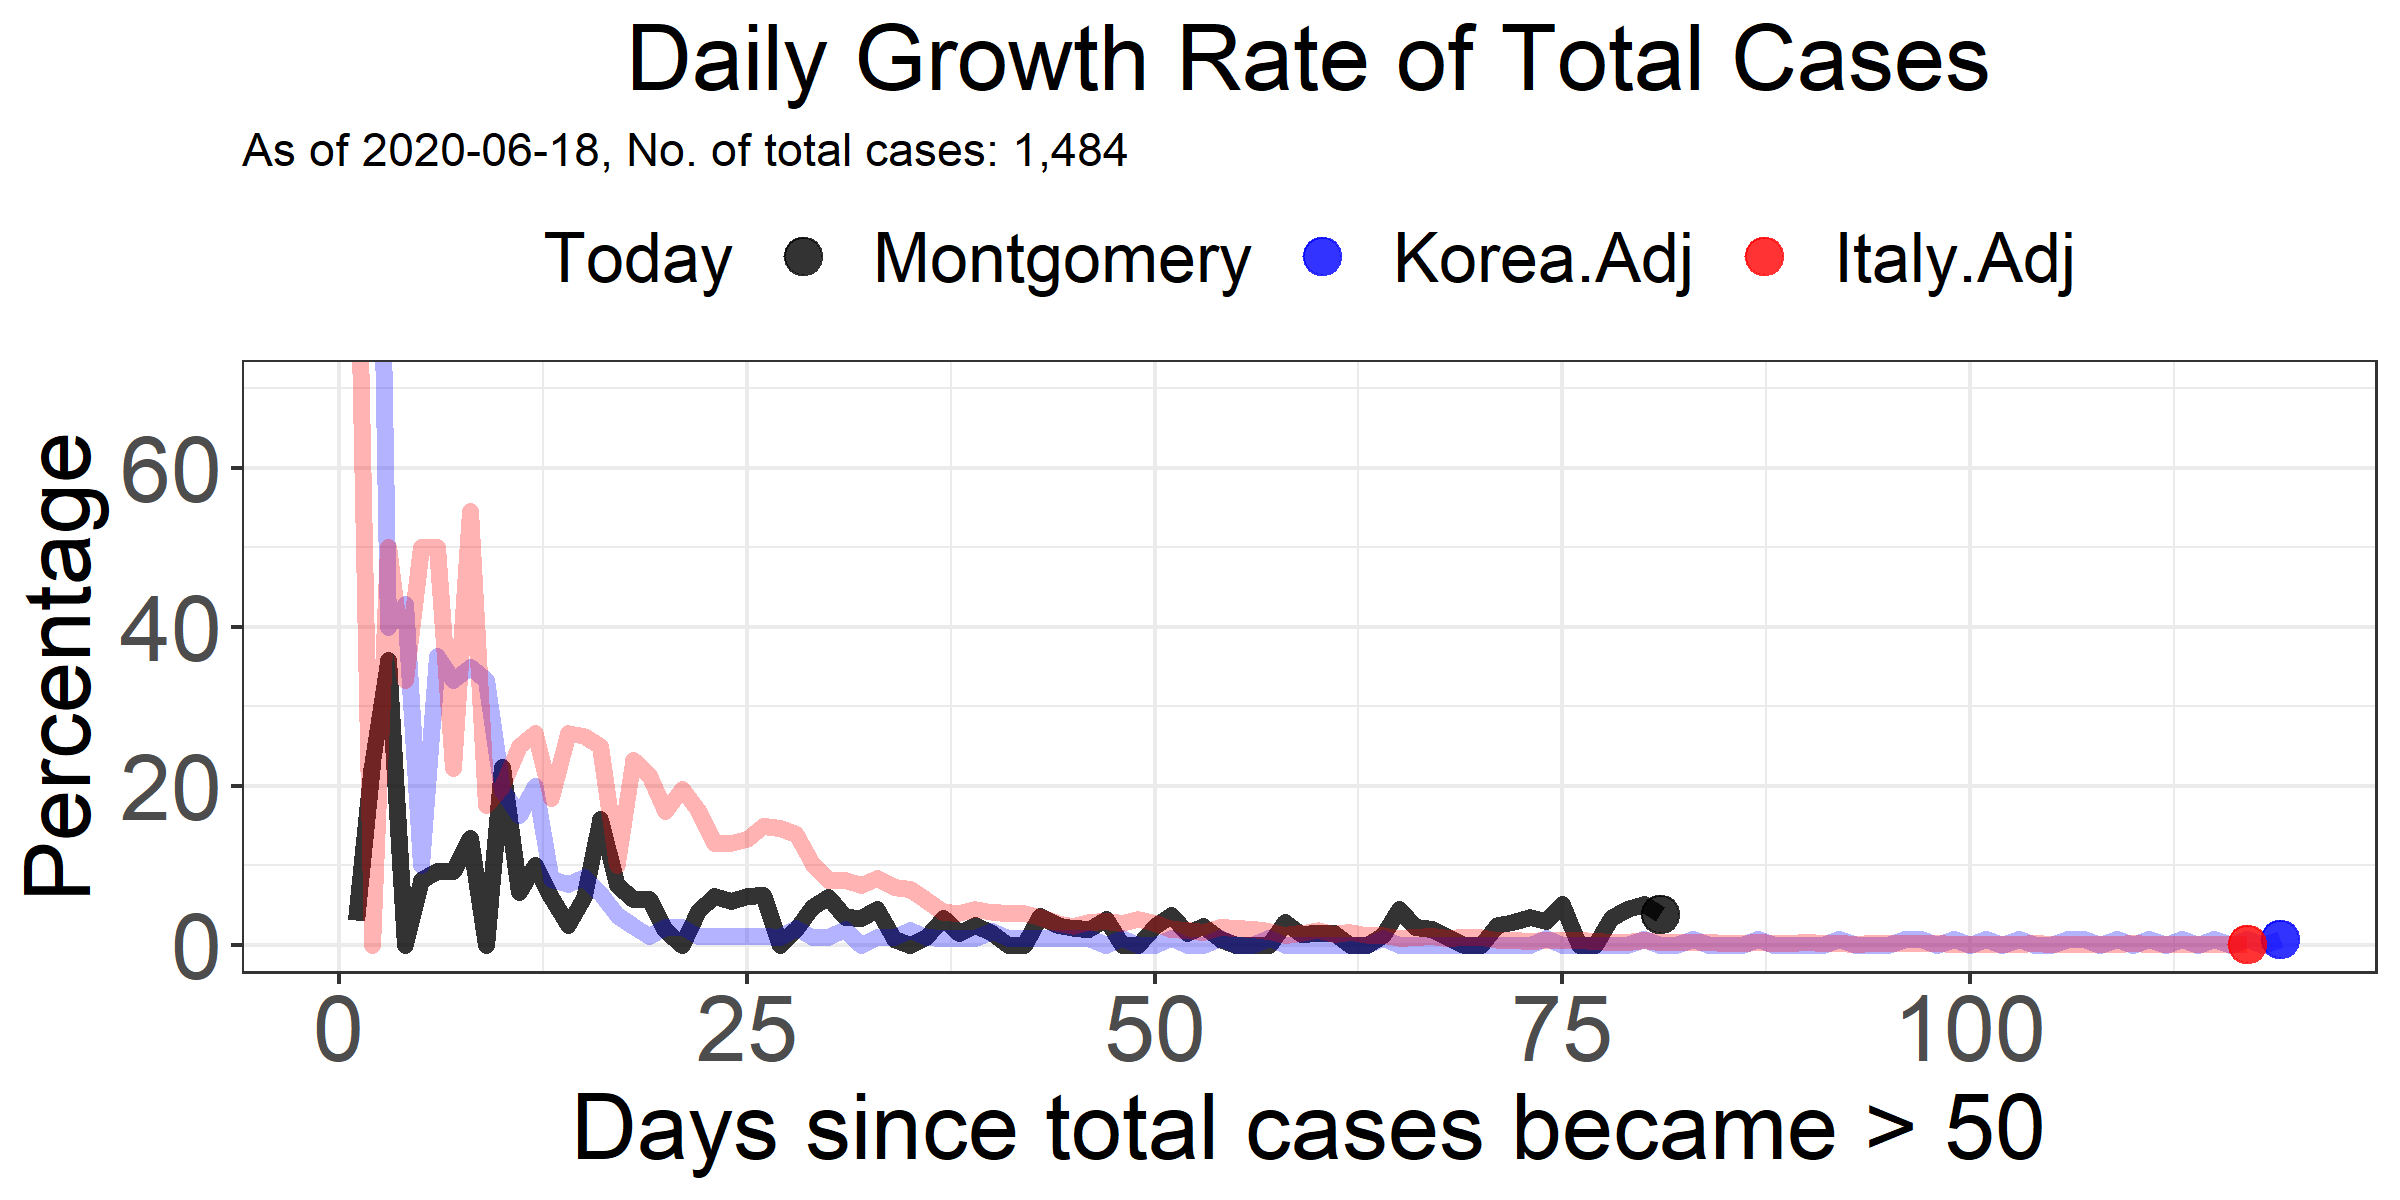 Daily Growth Rate of Total Cases
As of 2020-06-18, No. of total cases: 1,484
Today Montgomery Korea.Adj Italy.Adj
Percentage
60
40
20
0
0 25 50 75 100
Days since total cases became > 50